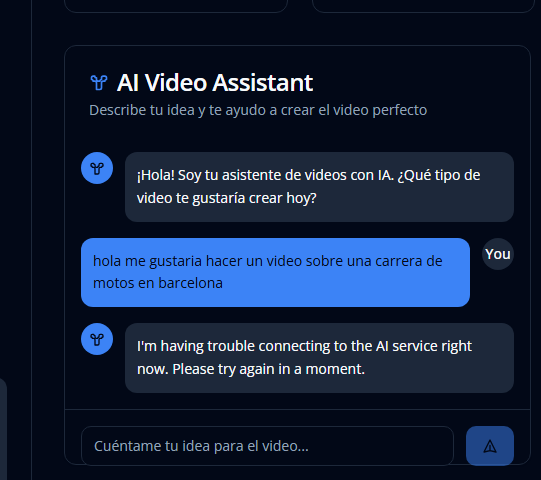 AI Video Assistant
Describe tu idea y te ayudo a crear el video perfecto
¡Hola! Soy tu asistente de videos con IA. ¿Qué tipo de
video te gustaría crear hoy?
hola me gustaria hacer un video sobre una carrera de
motos en barcelona
You
I'm having trouble connecting to the AI service right
now. Please try again in a moment.
Cuéntame tu idea para el video...